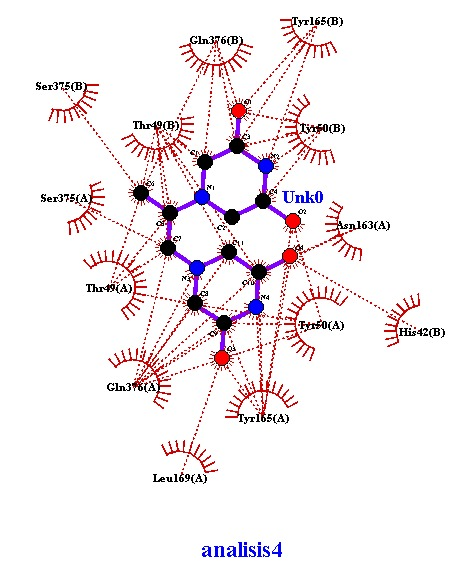 Tyr165(B)
Gln376(B)
Ser375(B)
Thr49(B)
Tyr50(B)
Unk0
Ser375(A)
Asn163(A)
Thr49(A)
Tyr50(A)
His42(B)
Gln376(A)
Tyr165(A)
Leu169(A)
analisis4